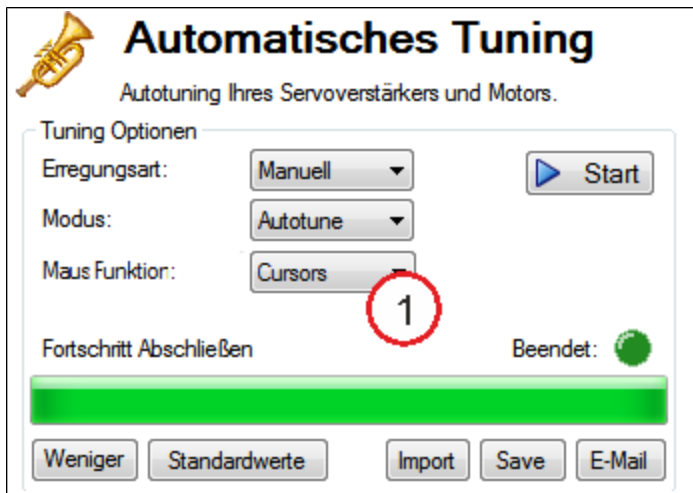 Automatisches Tuning
Autotuning Ihres Servoverstärkers und Motors.
Tuning Optionen
Erregungsart: Manuell Start
Modus: Autotune
Maus Funktion: Cursors
1
Fortschritt Abschließen Beendet:
Weniger Standardwerte Import Save E-Mail